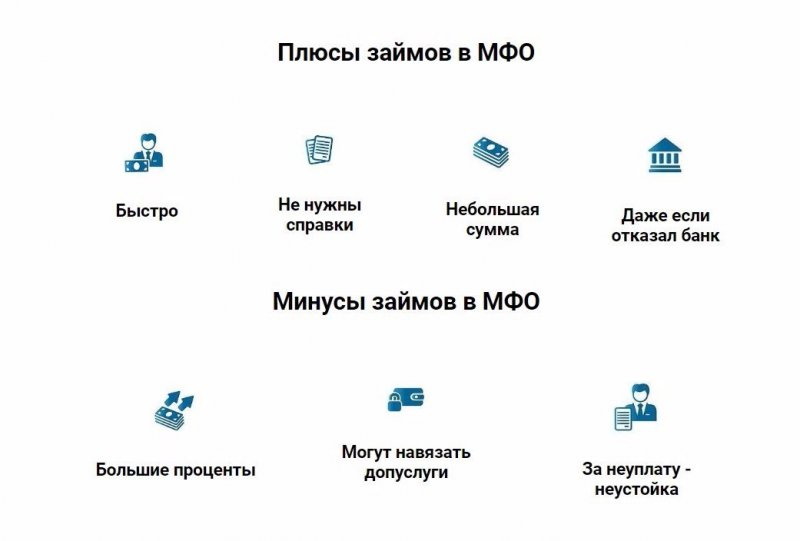 Плюсы займов в МФО
Быстро
Не нужны
справки
Небольшая
сумма
Даже если
отказал банк
Минусы займов в МФО
Большие проценты
Могут навязать
допуслуги
За неуплату -
неустойка